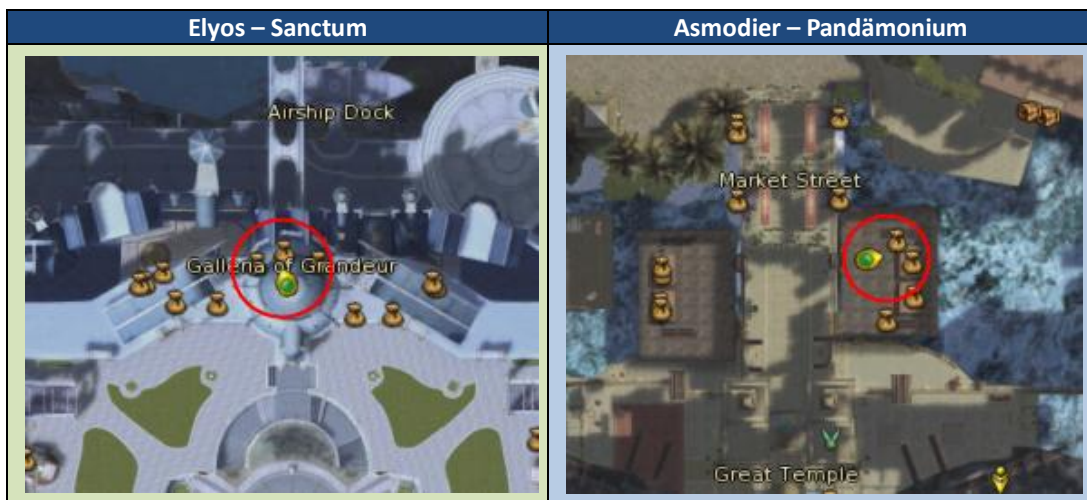 Elyos – Sanctum
Asmodier – Pandämonium
Airship Dock
Galleria of Grandeur
Market Street
Great Temple